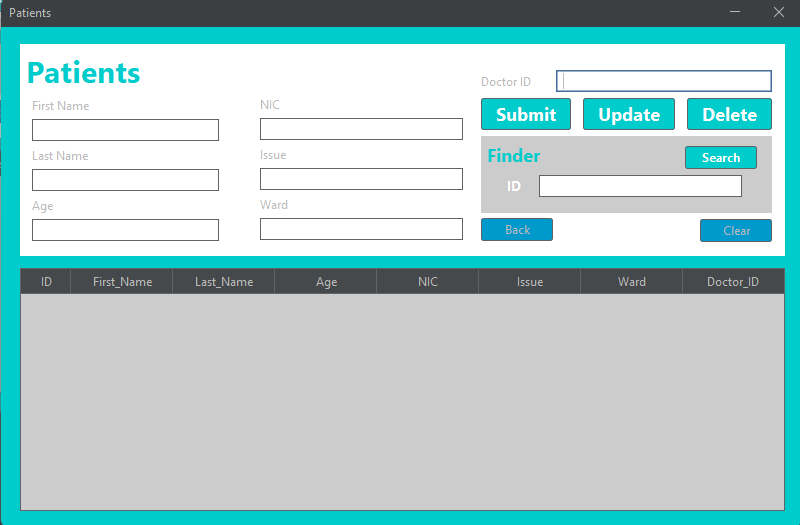 Patients
Patients
First Name
NIC
Doctor ID
Submit Update Delete
Last Name
Issue
Finder
Search
ID
Age
Ward
Back
Clear
ID First_Name Last_Name Age NIC Issue Ward Doctor_ID